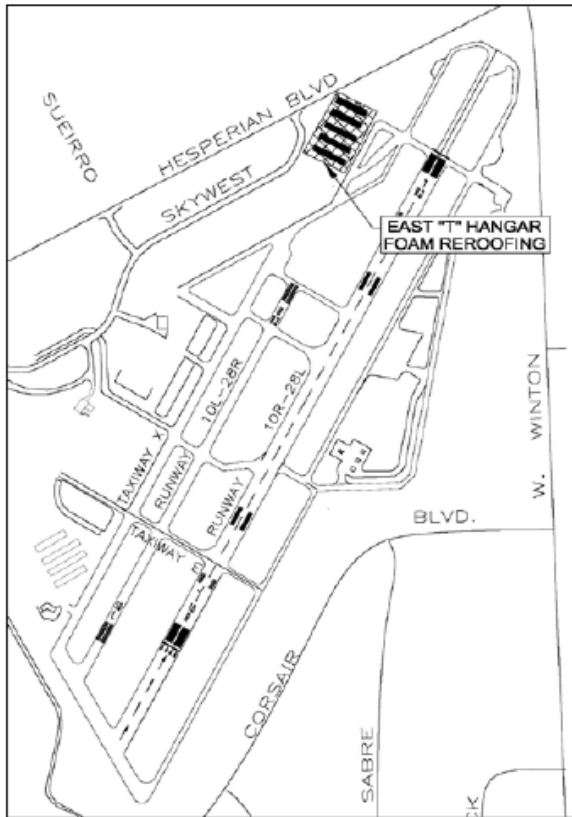 SUEIRRO
HESPERIAN BLVD
SKYWEST
EAST "T" HANGAR
FOAM REROOFING
10L-28R
10R-28L
W. WINTON
TAXIWAY X
RUNWAY
RUNWAY
TAXIWAY E
BLVD.
CORSAIR
SABRE
CK